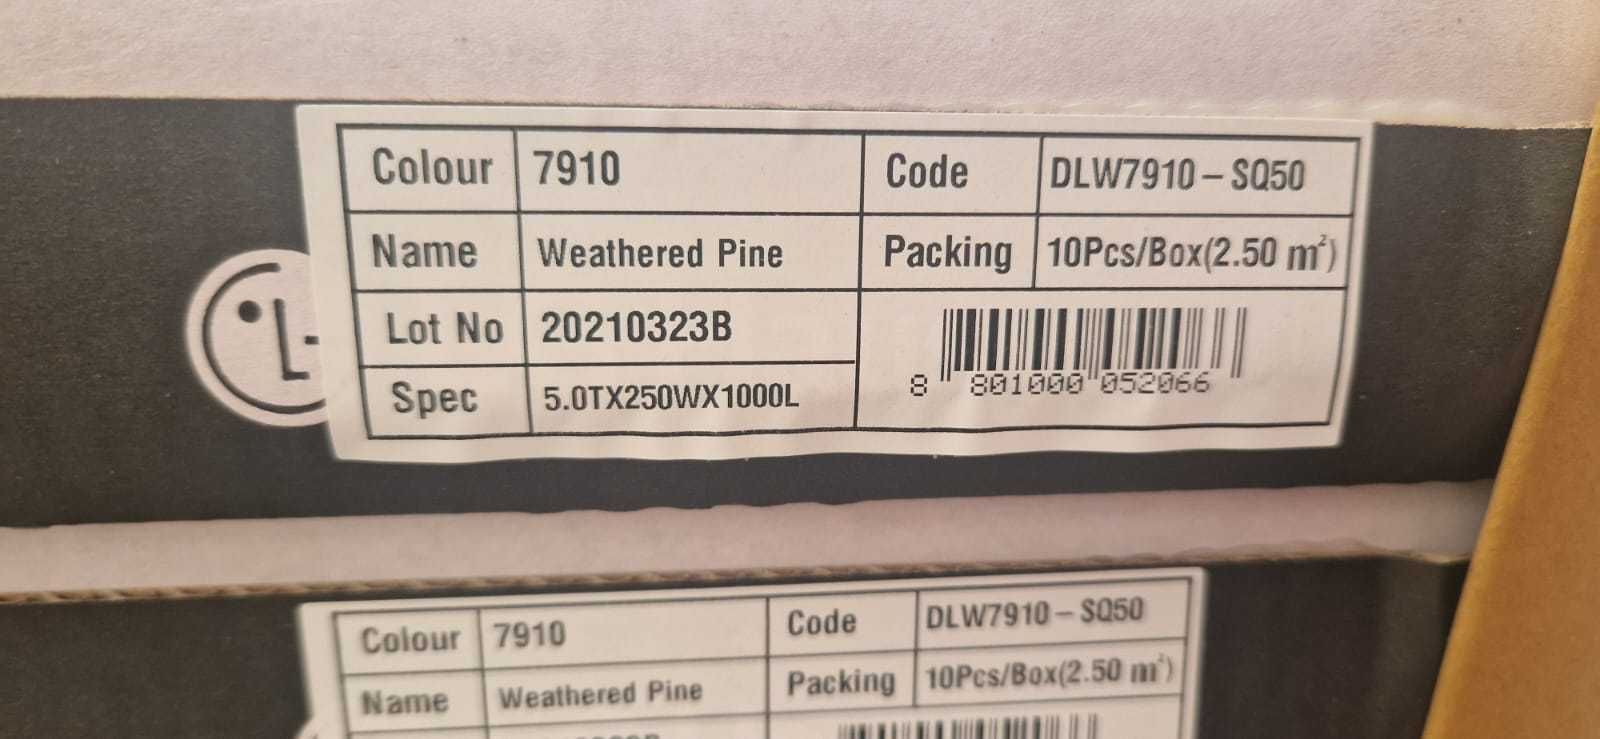 Colour 7910 Code DLW7910-SQ50
Name Weathered Pine Packing 10Pcs/Box(2.50 m²)
Lot No 20210323B
Spec 5.0TX250WX1000L
8 801000 052066
Colour 7910 Code DLW7910-SQ50
Name Weathered Pine Packing 10Pcs/Box(2.50 m²)